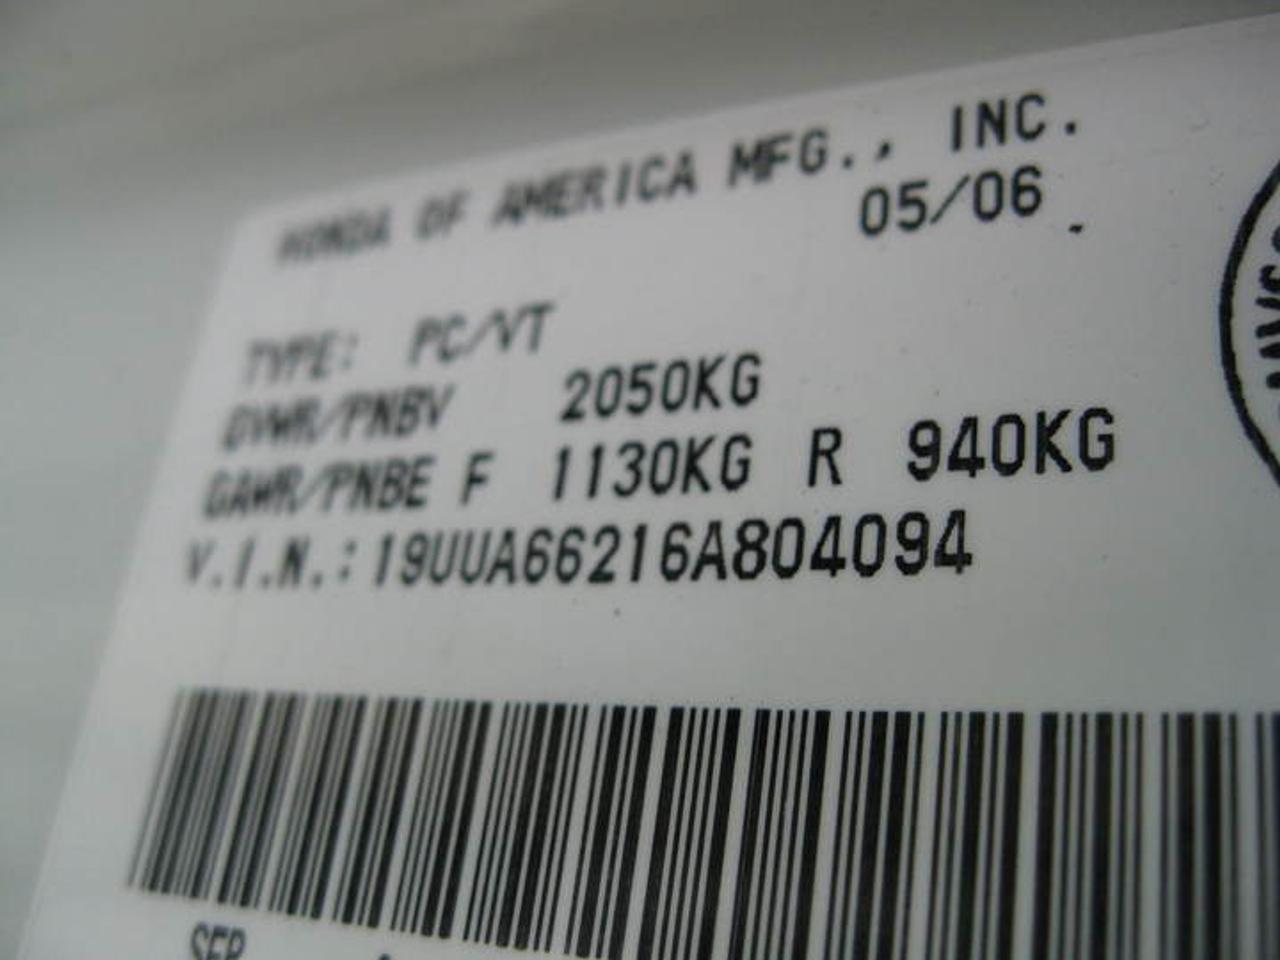 HONDA OF AMERICA MFG., INC.
05/06
TYPE: PC/VT
GVWR/PNBV 2050KG
GAWR/PNBE F 1130KG R 940KG
V.I.N.:19UUA66216A804094